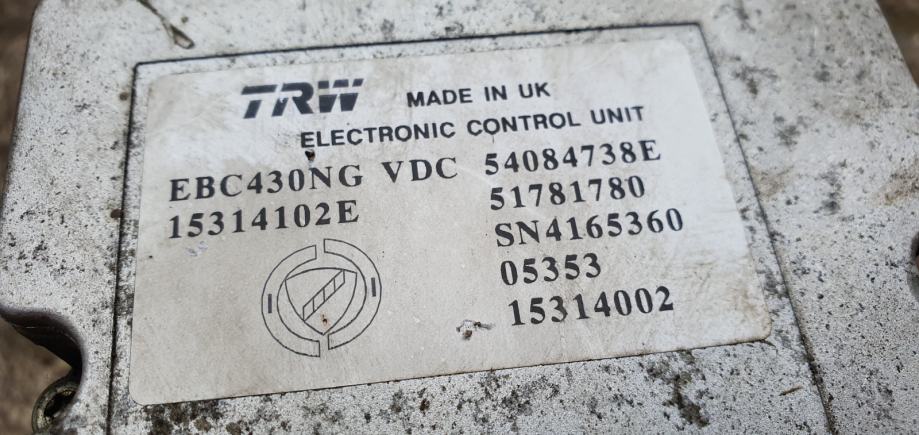 TRW MADE IN UK
ELECTRONIC CONTROL UNIT
EBC430NG VDC 54084738E
15314102E 51781780
SN4165360
05353
15314002